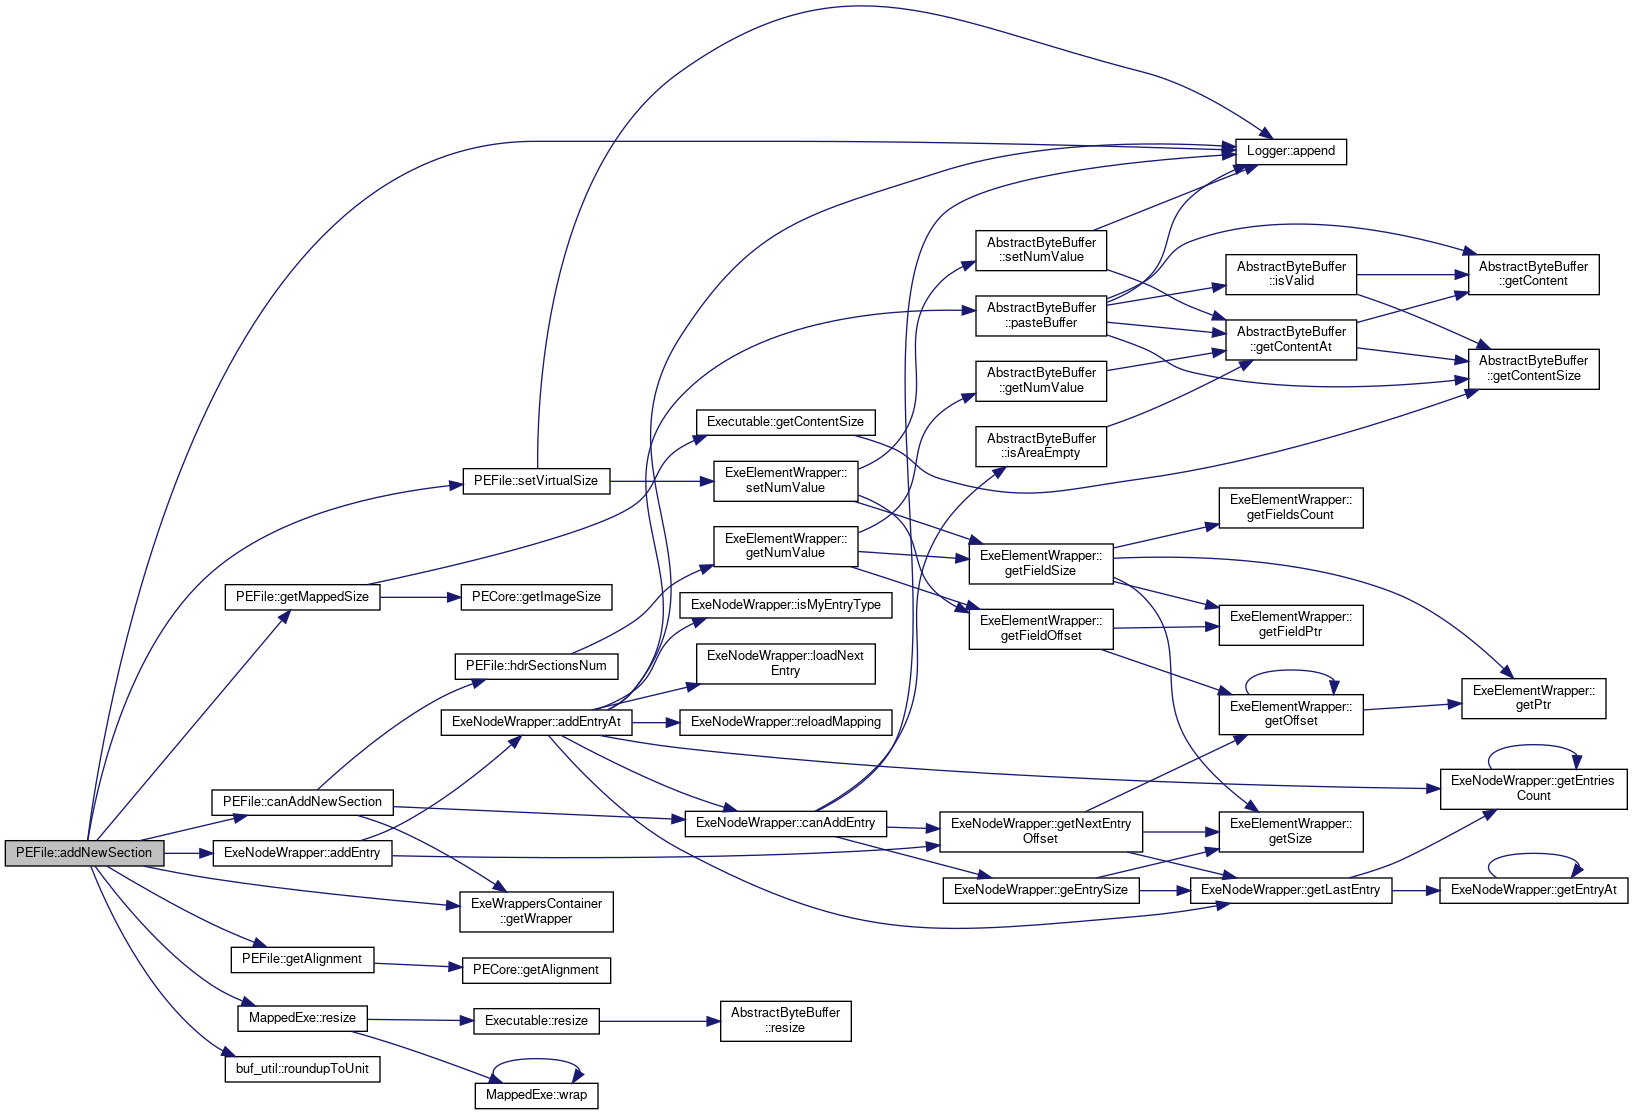 Logger::append
AbstractByteBuffer
::setNumValue
AbstractByteBuffer
::isValid
AbstractByteBuffer
::getContent
AbstractByteBuffer
::pasteBuffer
AbstractByteBuffer
::getContentAt
AbstractByteBuffer
::getContentSize
AbstractByteBuffer
::getNumValue
Executable::getContentSize
AbstractByteBuffer
::isAreaEmpty
PEFile::setVirtualSize
ExeElementWrapper::
setNumValue
ExeElementWrapper::
getFieldsCount
ExeElementWrapper::
getNumValue
ExeElementWrapper::
getFieldSize
PEFile::getMappedSize
PECore::getImageSize
ExeNodeWrapper::isMyEntryType
ExeElementWrapper::
getFieldOffset
ExeElementWrapper::
getFieldPtr
PEFile::hdrSectionsNum
ExeNodeWrapper::loadNext
Entry
ExeElementWrapper::
getPtr
ExeNodeWrapper::addEntryAt
ExeNodeWrapper::reloadMapping
ExeElementWrapper::
getOffset
ExeNodeWrapper::getEntries
Count
PEFile::canAddNewSection
ExeNodeWrapper::canAddEntry
ExeNodeWrapper::getNextEntry
Offset
ExeElementWrapper::
getSize
PEFile::addNewSection
ExeNodeWrapper::addEntry
ExeNodeWrapper::geEntrySize
ExeNodeWrapper::getLastEntry
ExeNodeWrapper::getEntryAt
ExeWrappersContainer
::getWrapper
PEFile::getAlignment
PECore::getAlignment
MappedExe::resize
Executable::resize
AbstractByteBuffer
::resize
buf_util::roundupToUnit
MappedExe::wrap